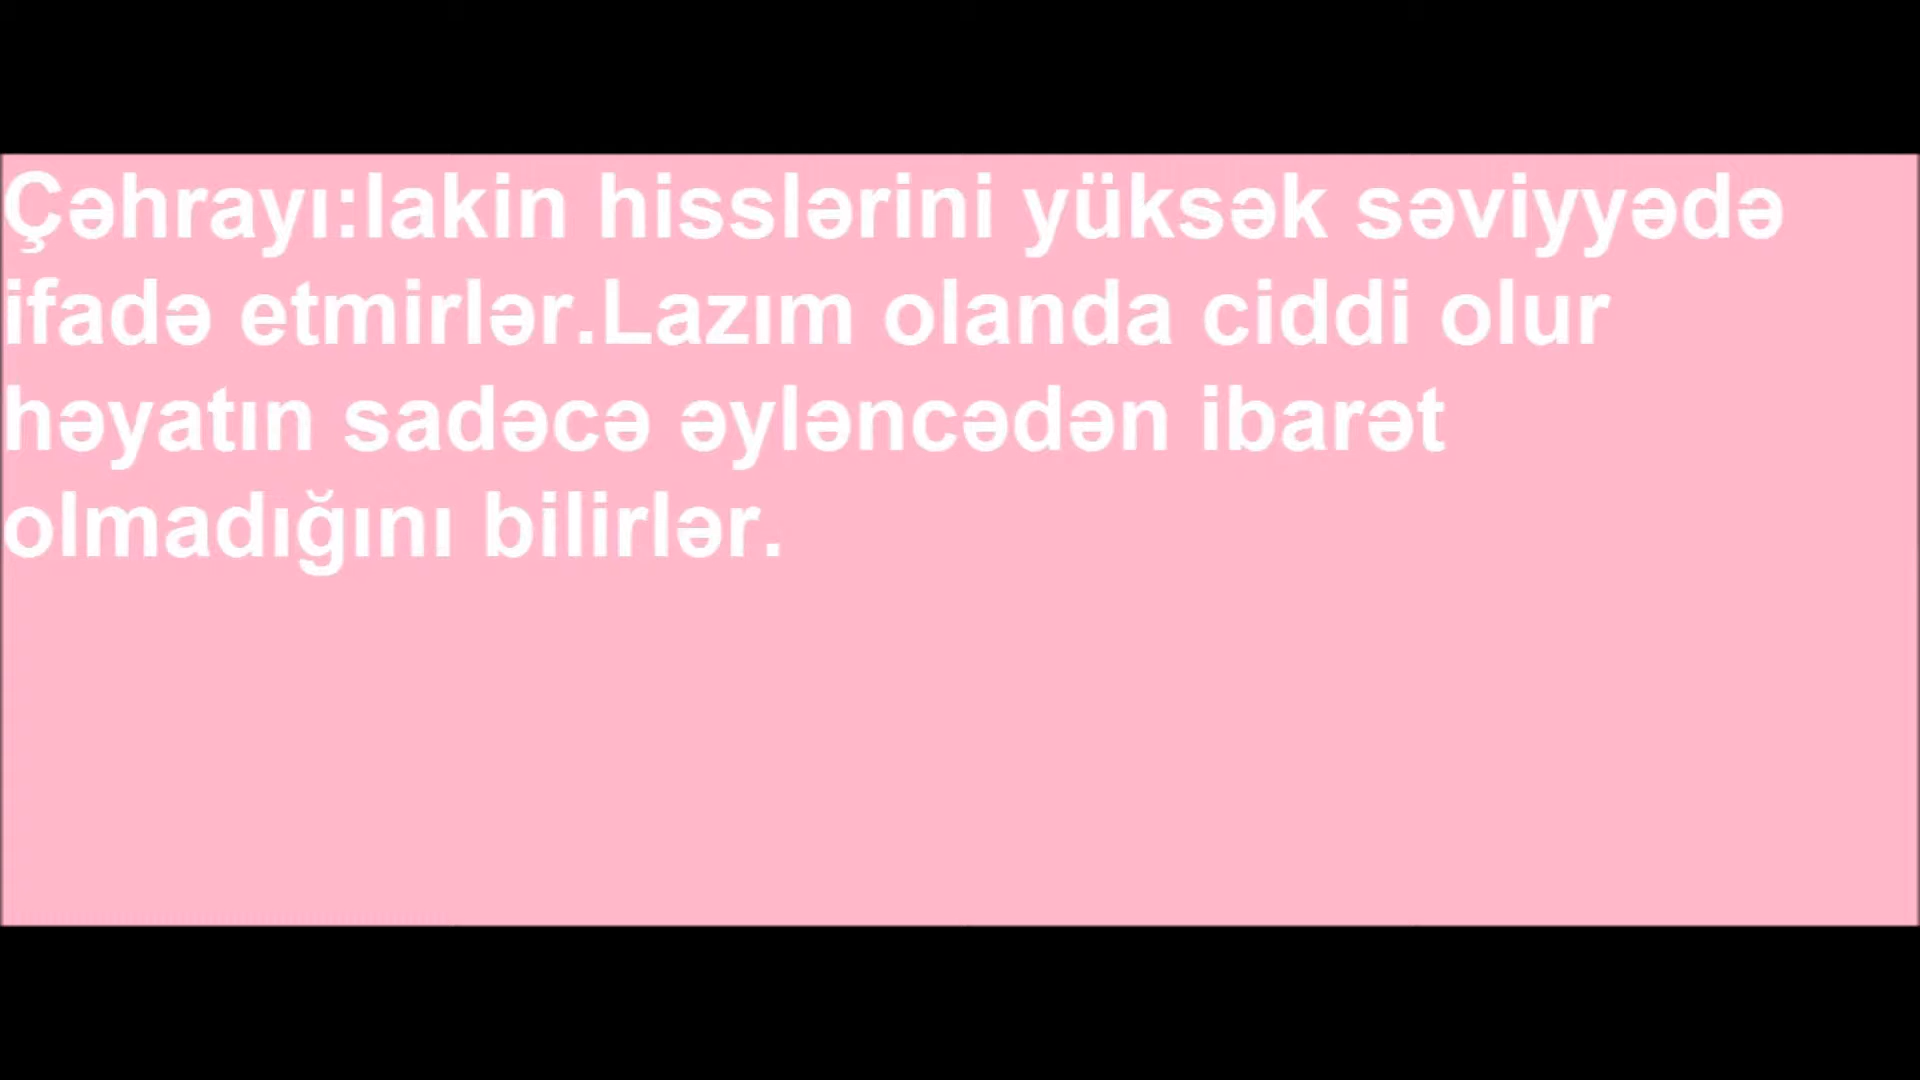 Çəhrayı:lakin hisslərini yüksək səviyyədə
ifadə etmirlər.Lazım olanda ciddi olur
həyatın sadəcə əyləncədən ibarət
olmadığını bilirlər.